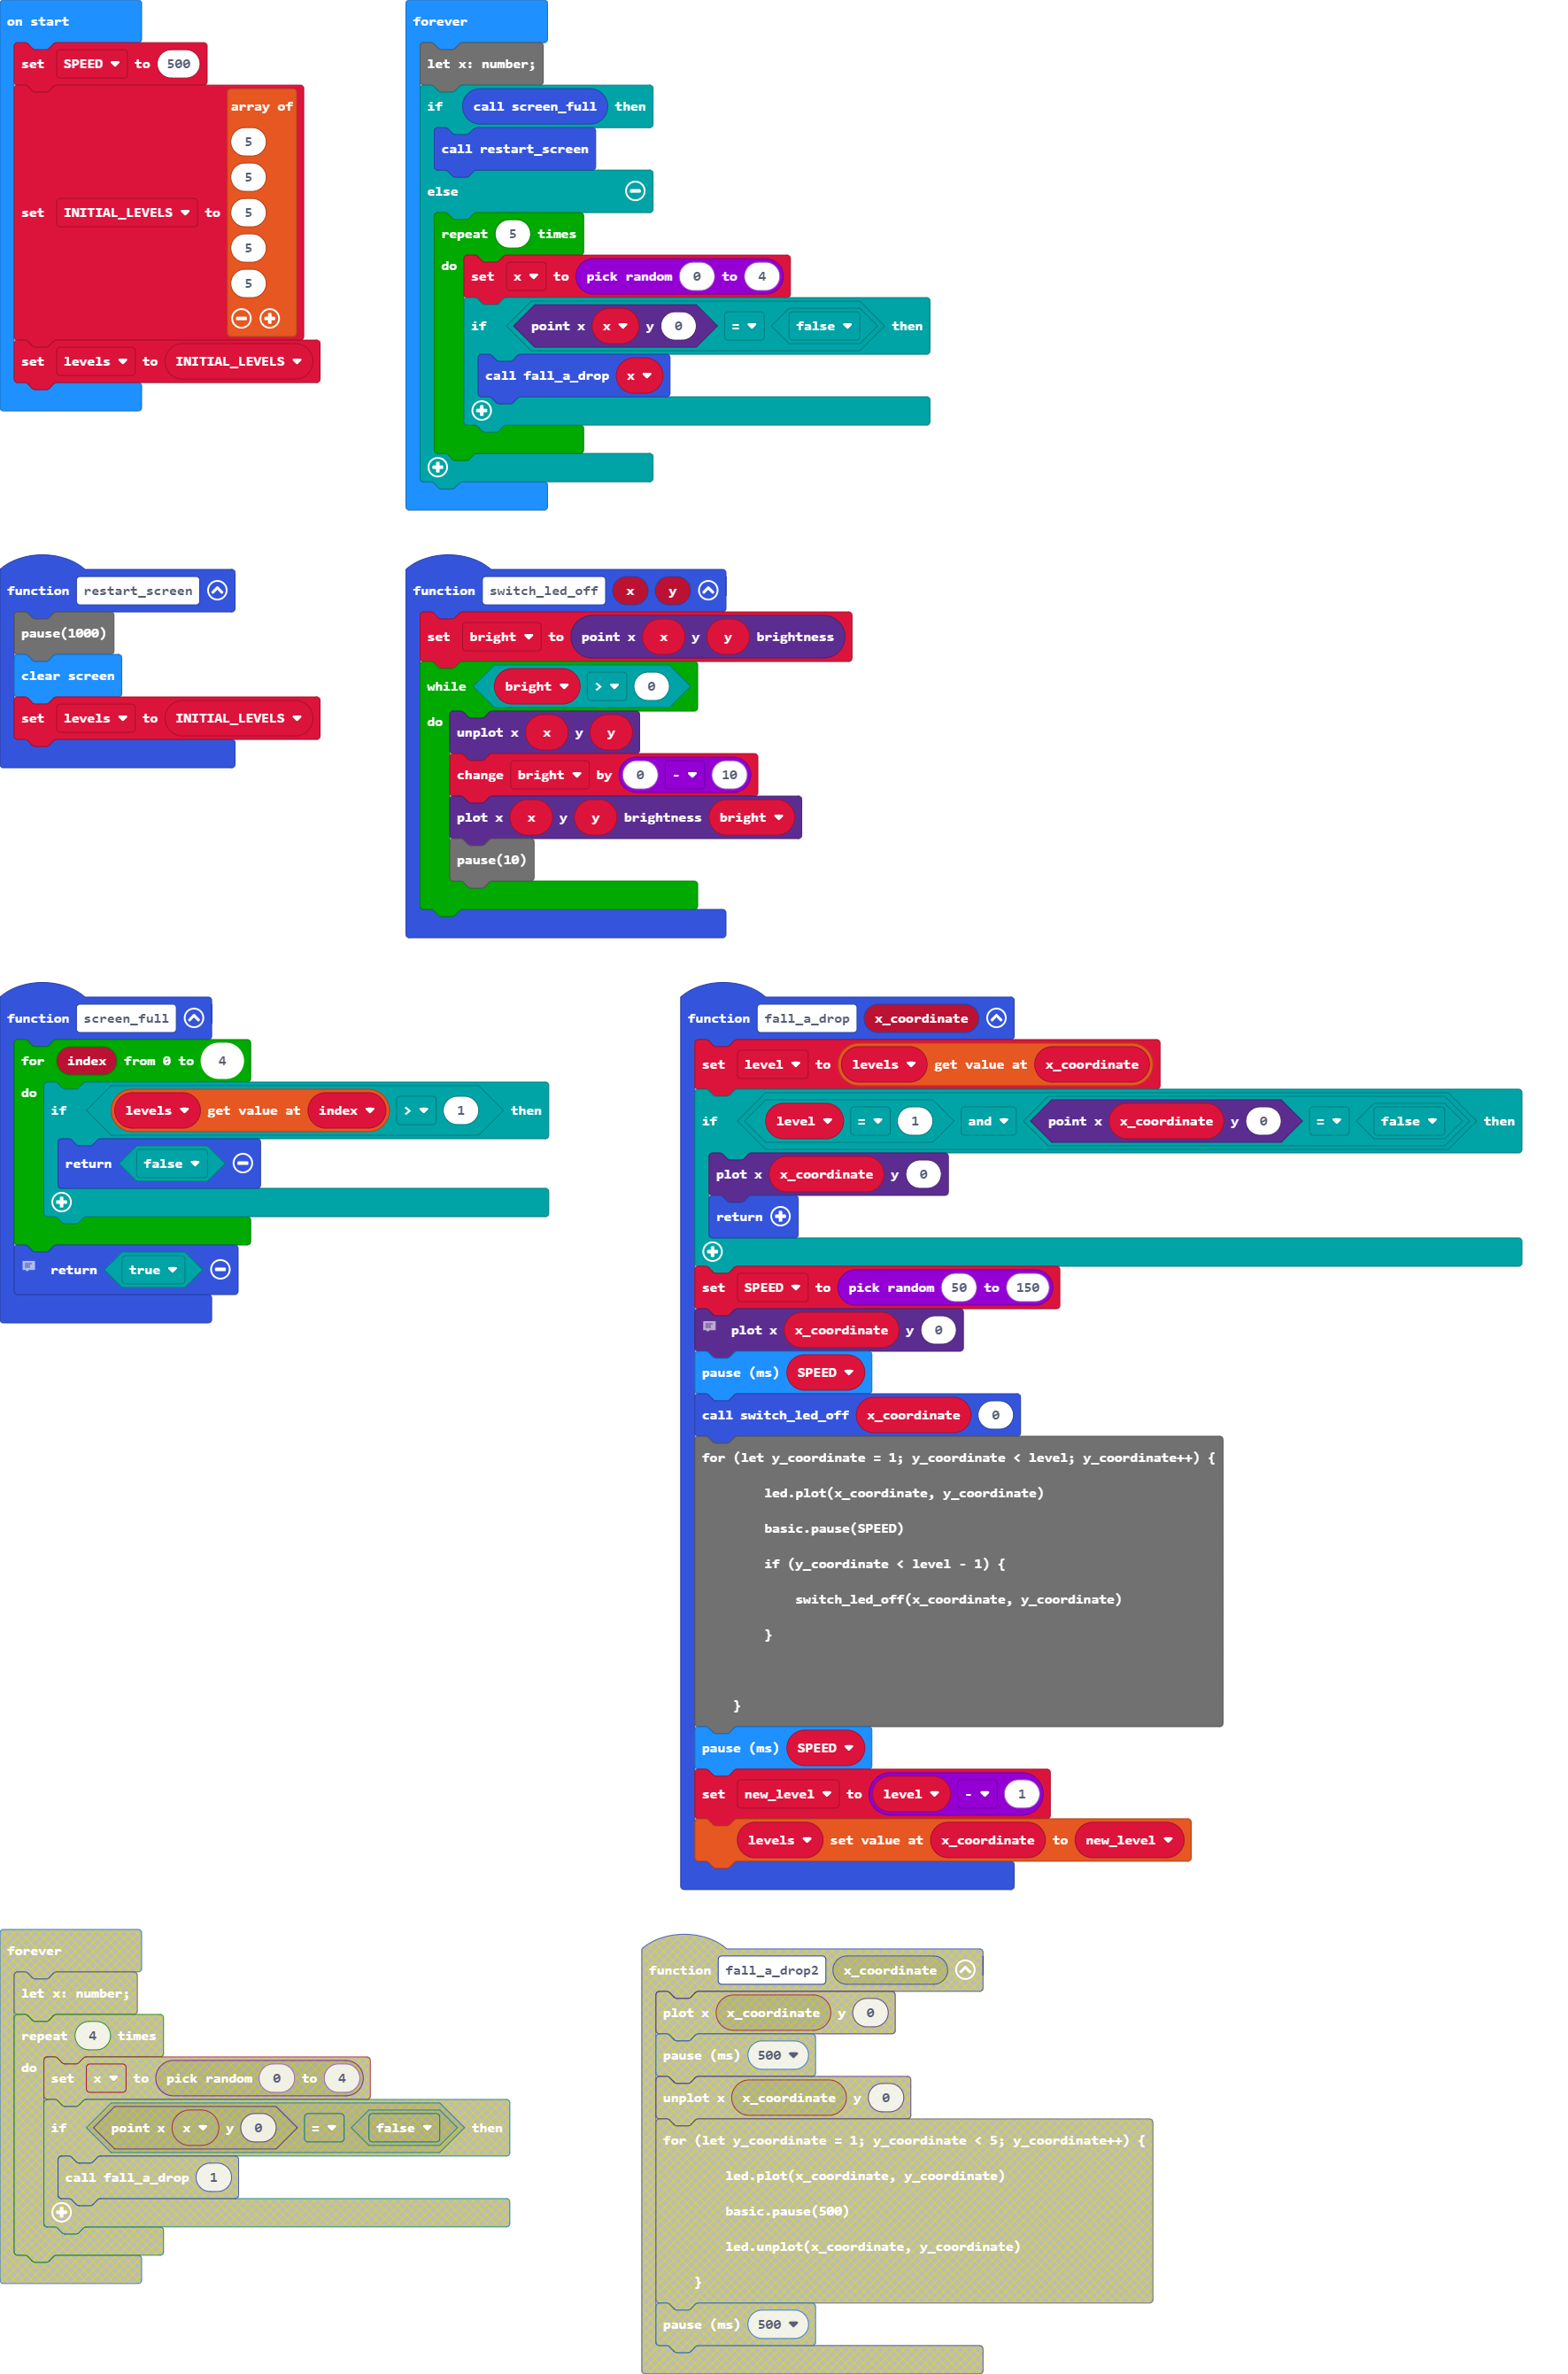 on start
set SPEED to 500
set INITIAL_LEVELS to array of
5
5
5
5
5
set levels to INITIAL_LEVELS
forever
let x: number;
if call screen_full then
call restart_screen
else
repeat 5 times
do set x to pick random 0 to 4
if point x x y 0 = false then
call fall_a_drop x
function restart_screen
pause(1000)
clear screen
set levels to INITIAL_LEVELS
function switch_led_off x y
set bright to point x x y y brightness
while bright > 0
do unplot x x y y
change bright by 0 - 10
plot x x y y brightness bright
pause(10)
function screen_full
for index from 0 to 4
do if levels get value at index > 1 then
return false
return true
function fall_a_drop x_coordinate
set level to levels get value at x_coordinate
if level = 1 and point x x_coordinate y 0 = false then
plot x x_coordinate y 0
return
set SPEED to pick random 50 to 150
plot x x_coordinate y 0
pause (ms) SPEED
call switch_led_off x_coordinate 0
for (let y_coordinate = 1; y_coordinate < level; y_coordinate++) {
led.plot(x_coordinate, y_coordinate)
basic.pause(SPEED)
if (y_coordinate < level - 1) {
switch_led_off(x_coordinate, y_coordinate)
}
}
pause (ms) SPEED
set new_level to level - 1
levels set value at x_coordinate to new_level
forever
let x: number;
repeat 4 times
do set x to pick random 0 to 4
if point x x y 0 = false then
call fall_a_drop 1
function fall_a_drop2 x_coordinate
plot x x_coordinate y 0
pause (ms) 500
unplot x x_coordinate y 0
for (let y_coordinate = 1; y_coordinate < 5; y_coordinate++) {
led.plot(x_coordinate, y_coordinate)
basic.pause(500)
led.unplot(x_coordinate, y_coordinate)
}
pause (ms) 500